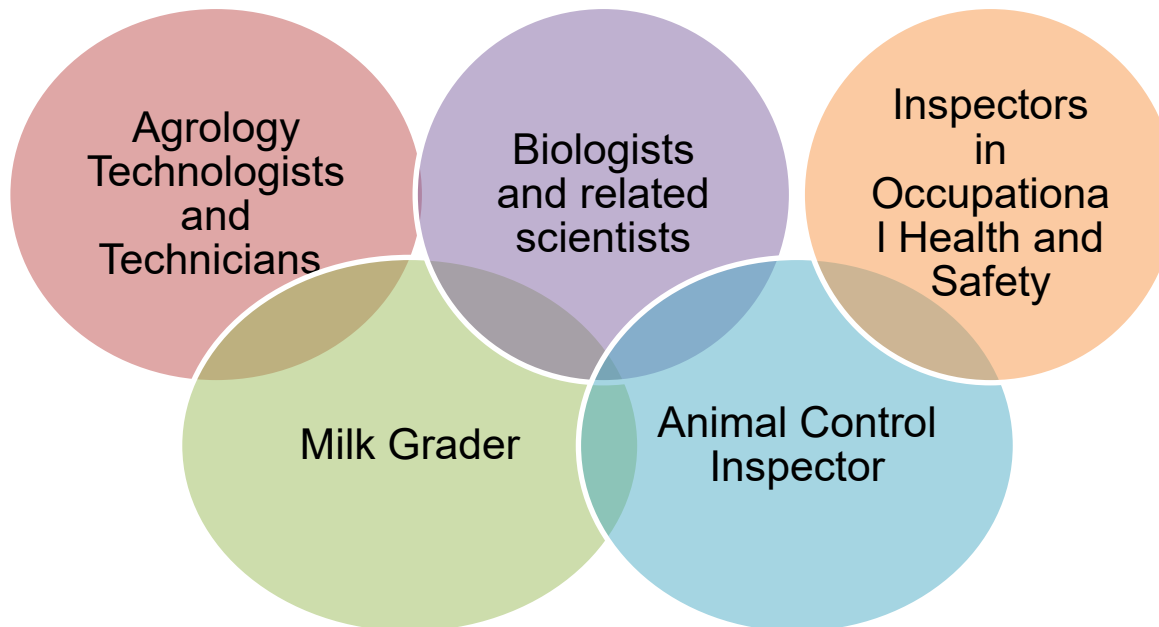 Agrology
Technologists
and
Technicians
Biologists
and related
scientists
Inspectors
in
Occupationa
l Health and
Safety
Milk Grader
Animal Control
Inspector